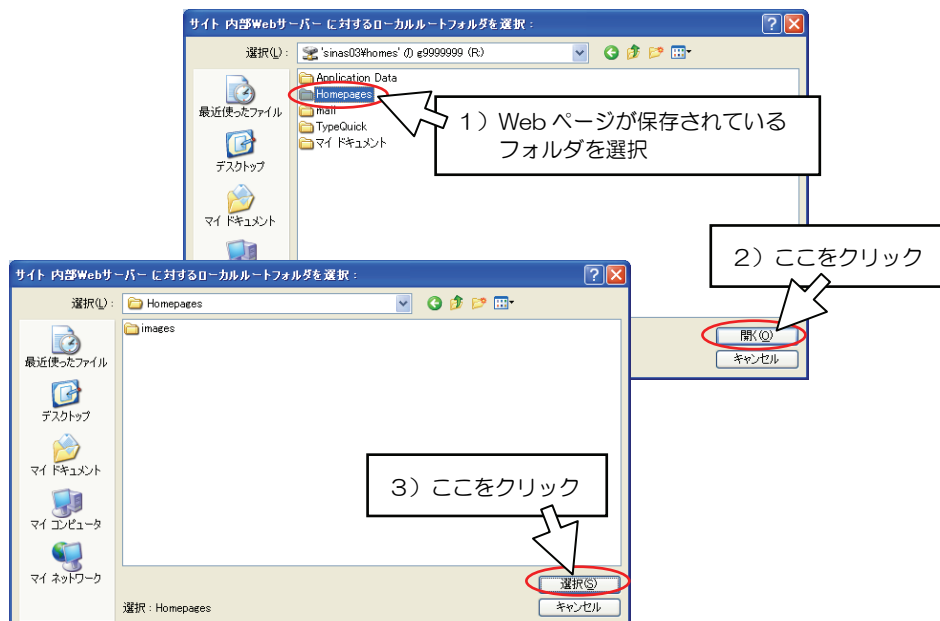 サイト 内部Webサーバー に対するローカルルートフォルダを選択：
選択(L)：
'sinas03¥homes' の g9999999 (R:)
Application Data
Homepages
mail
TypeQuick
マイ ドキュメント
最近使ったファイル
デスクトップ
マイ ドキュメント
1）Web ページが保存されている
フォルダを選択
2）ここをクリック
開く(O)
キャンセル
サイト 内部Webサーバー に対するローカルルートフォルダを選択：
選択(L)：
Homepages
images
最近使ったファイル
デスクトップ
マイ ドキュメント
マイ コンピュータ
マイ ネットワーク
3）ここをクリック
選択(S)
選択：Homepages
キャンセル